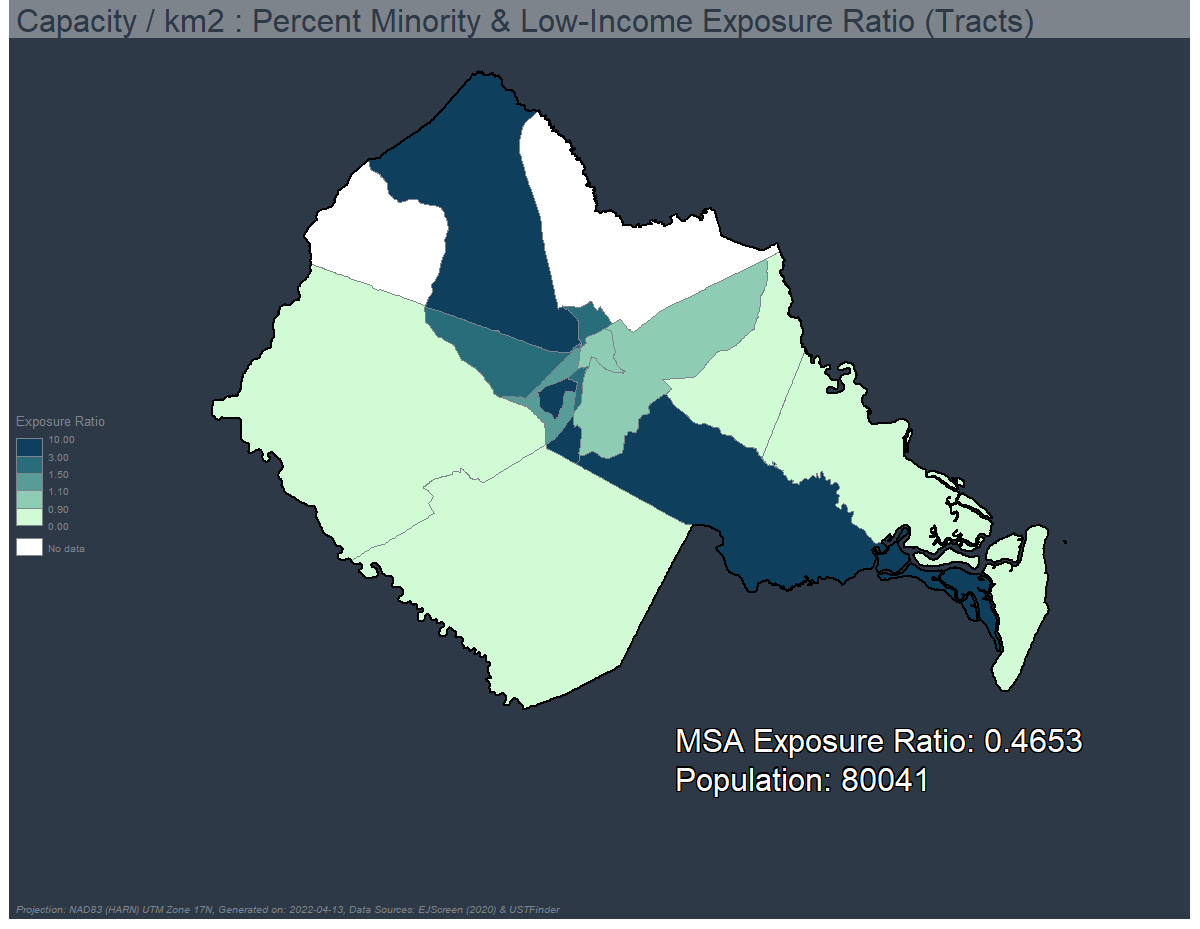 Capacity / km2 : Percent Minority & Low-Income Exposure Ratio (Tracts)
Exposure Ratio
10.00
3.00
1.50
1.10
0.90
0.00
No data
MSA Exposure Ratio: 0.4653
Population: 80041
Projection: NAD83 (HARN) UTM Zone 17N, Generated on: 2022-04-13, Data Sources: EJScreen (2020) & USTFinder